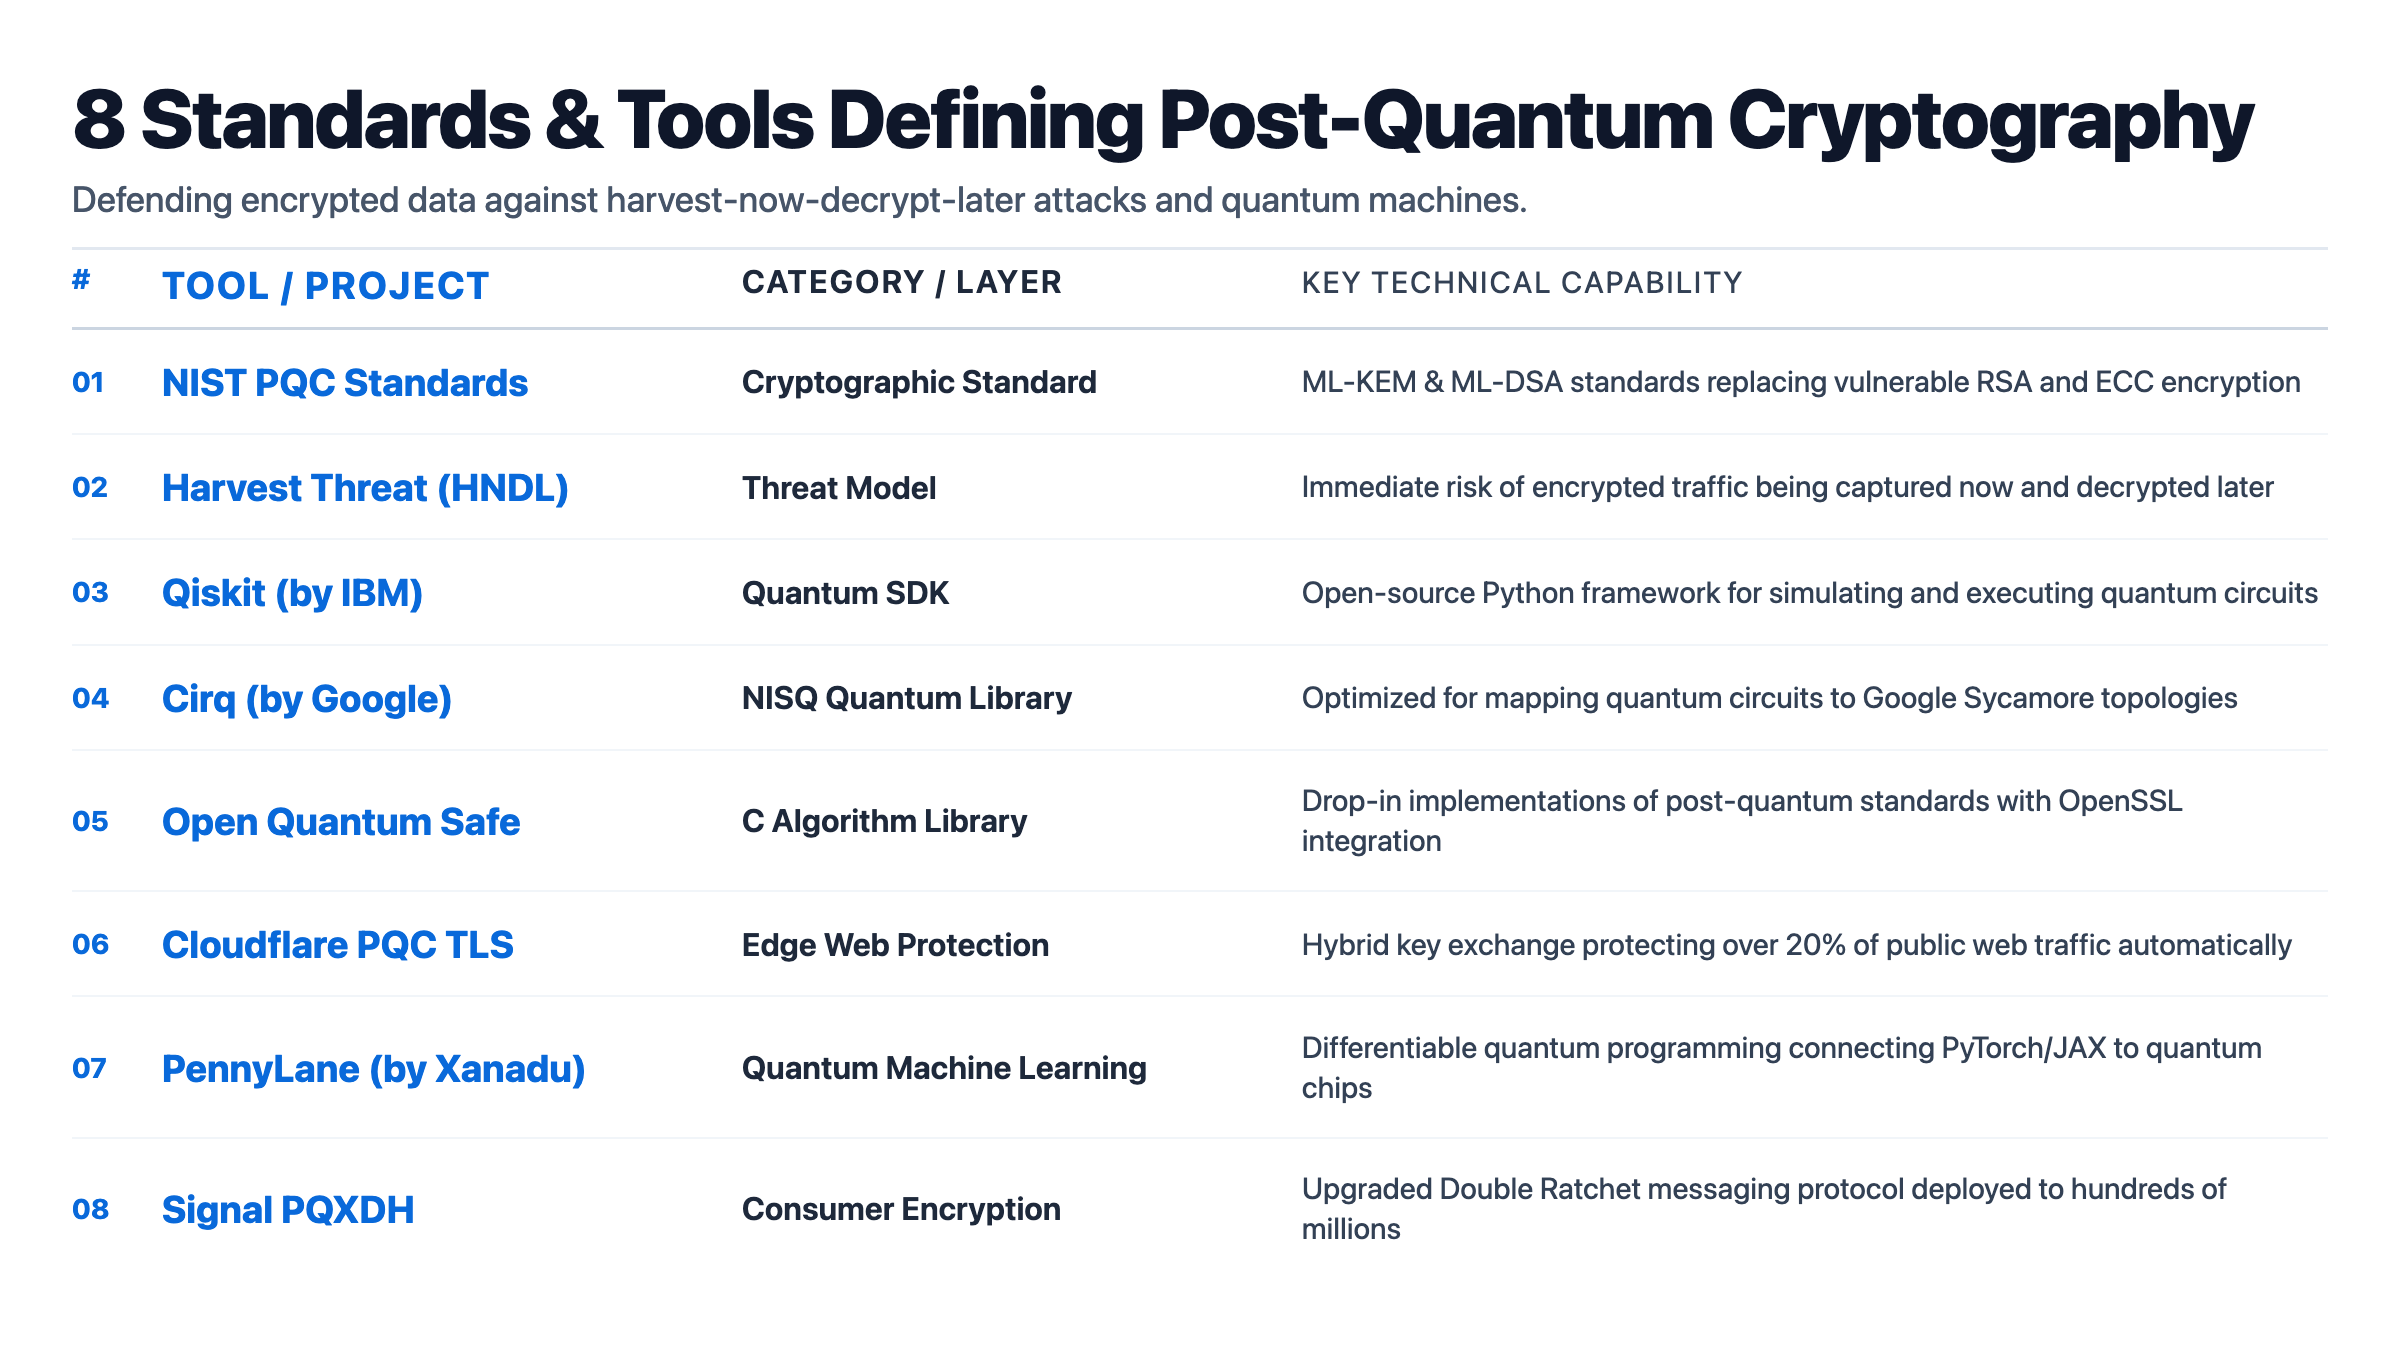 8 Standards & Tools Defining Post-Quantum Cryptography
Defending encrypted data against harvest-now-decrypt-later attacks and quantum machines.
# TOOL / PROJECT CATEGORY / LAYER KEY TECHNICAL CAPABILITY
01 NIST PQC Standards Cryptographic Standard ML-KEM & ML-DSA standards replacing vulnerable RSA and ECC encryption
02 Harvest Threat (HNDL) Threat Model Immediate risk of encrypted traffic being captured now and decrypted later
03 Qiskit (by IBM) Quantum SDK Open-source Python framework for simulating and executing quantum circuits
04 Cirq (by Google) NISQ Quantum Library Optimized for mapping quantum circuits to Google Sycamore topologies
05 Open Quantum Safe C Algorithm Library Drop-in implementations of post-quantum standards with OpenSSL
integration
06 Cloudflare PQC TLS Edge Web Protection Hybrid key exchange protecting over 20% of public web traffic automatically
07 PennyLane (by Xanadu) Quantum Machine Learning Differentiable quantum programming connecting PyTorch/JAX to quantum
chips
08 Signal PQXDH Consumer Encryption Upgraded Double Ratchet messaging protocol deployed to hundreds of
millions